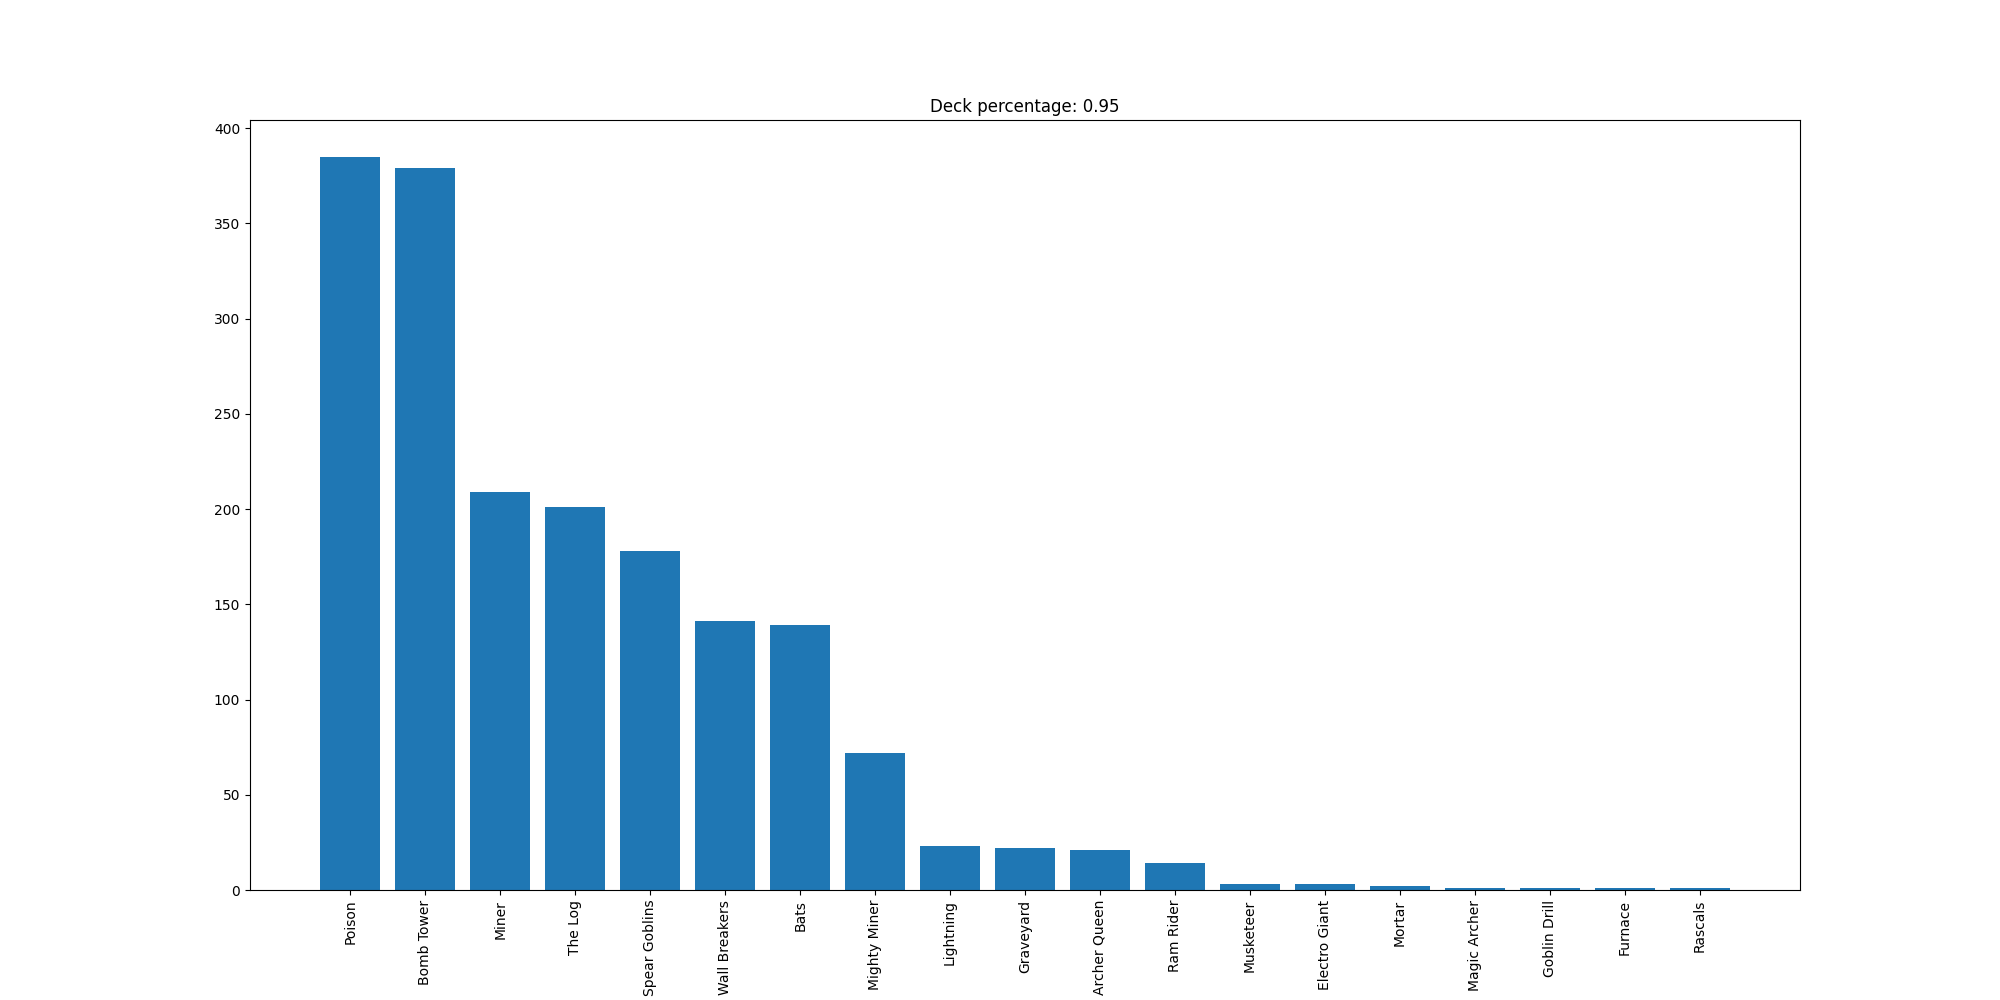 Deck percentage: 0.95
400
350
300
250
200
150
100
50
0
Poison
Bomb Tower
Miner
The Log
Spear Goblins
Wall Breakers
Bats
Mighty Miner
Lightning
Graveyard
Archer Queen
Ram Rider
Musketeer
Electro Giant
Mortar
Magic Archer
Goblin Drill
Furnace
Rascals